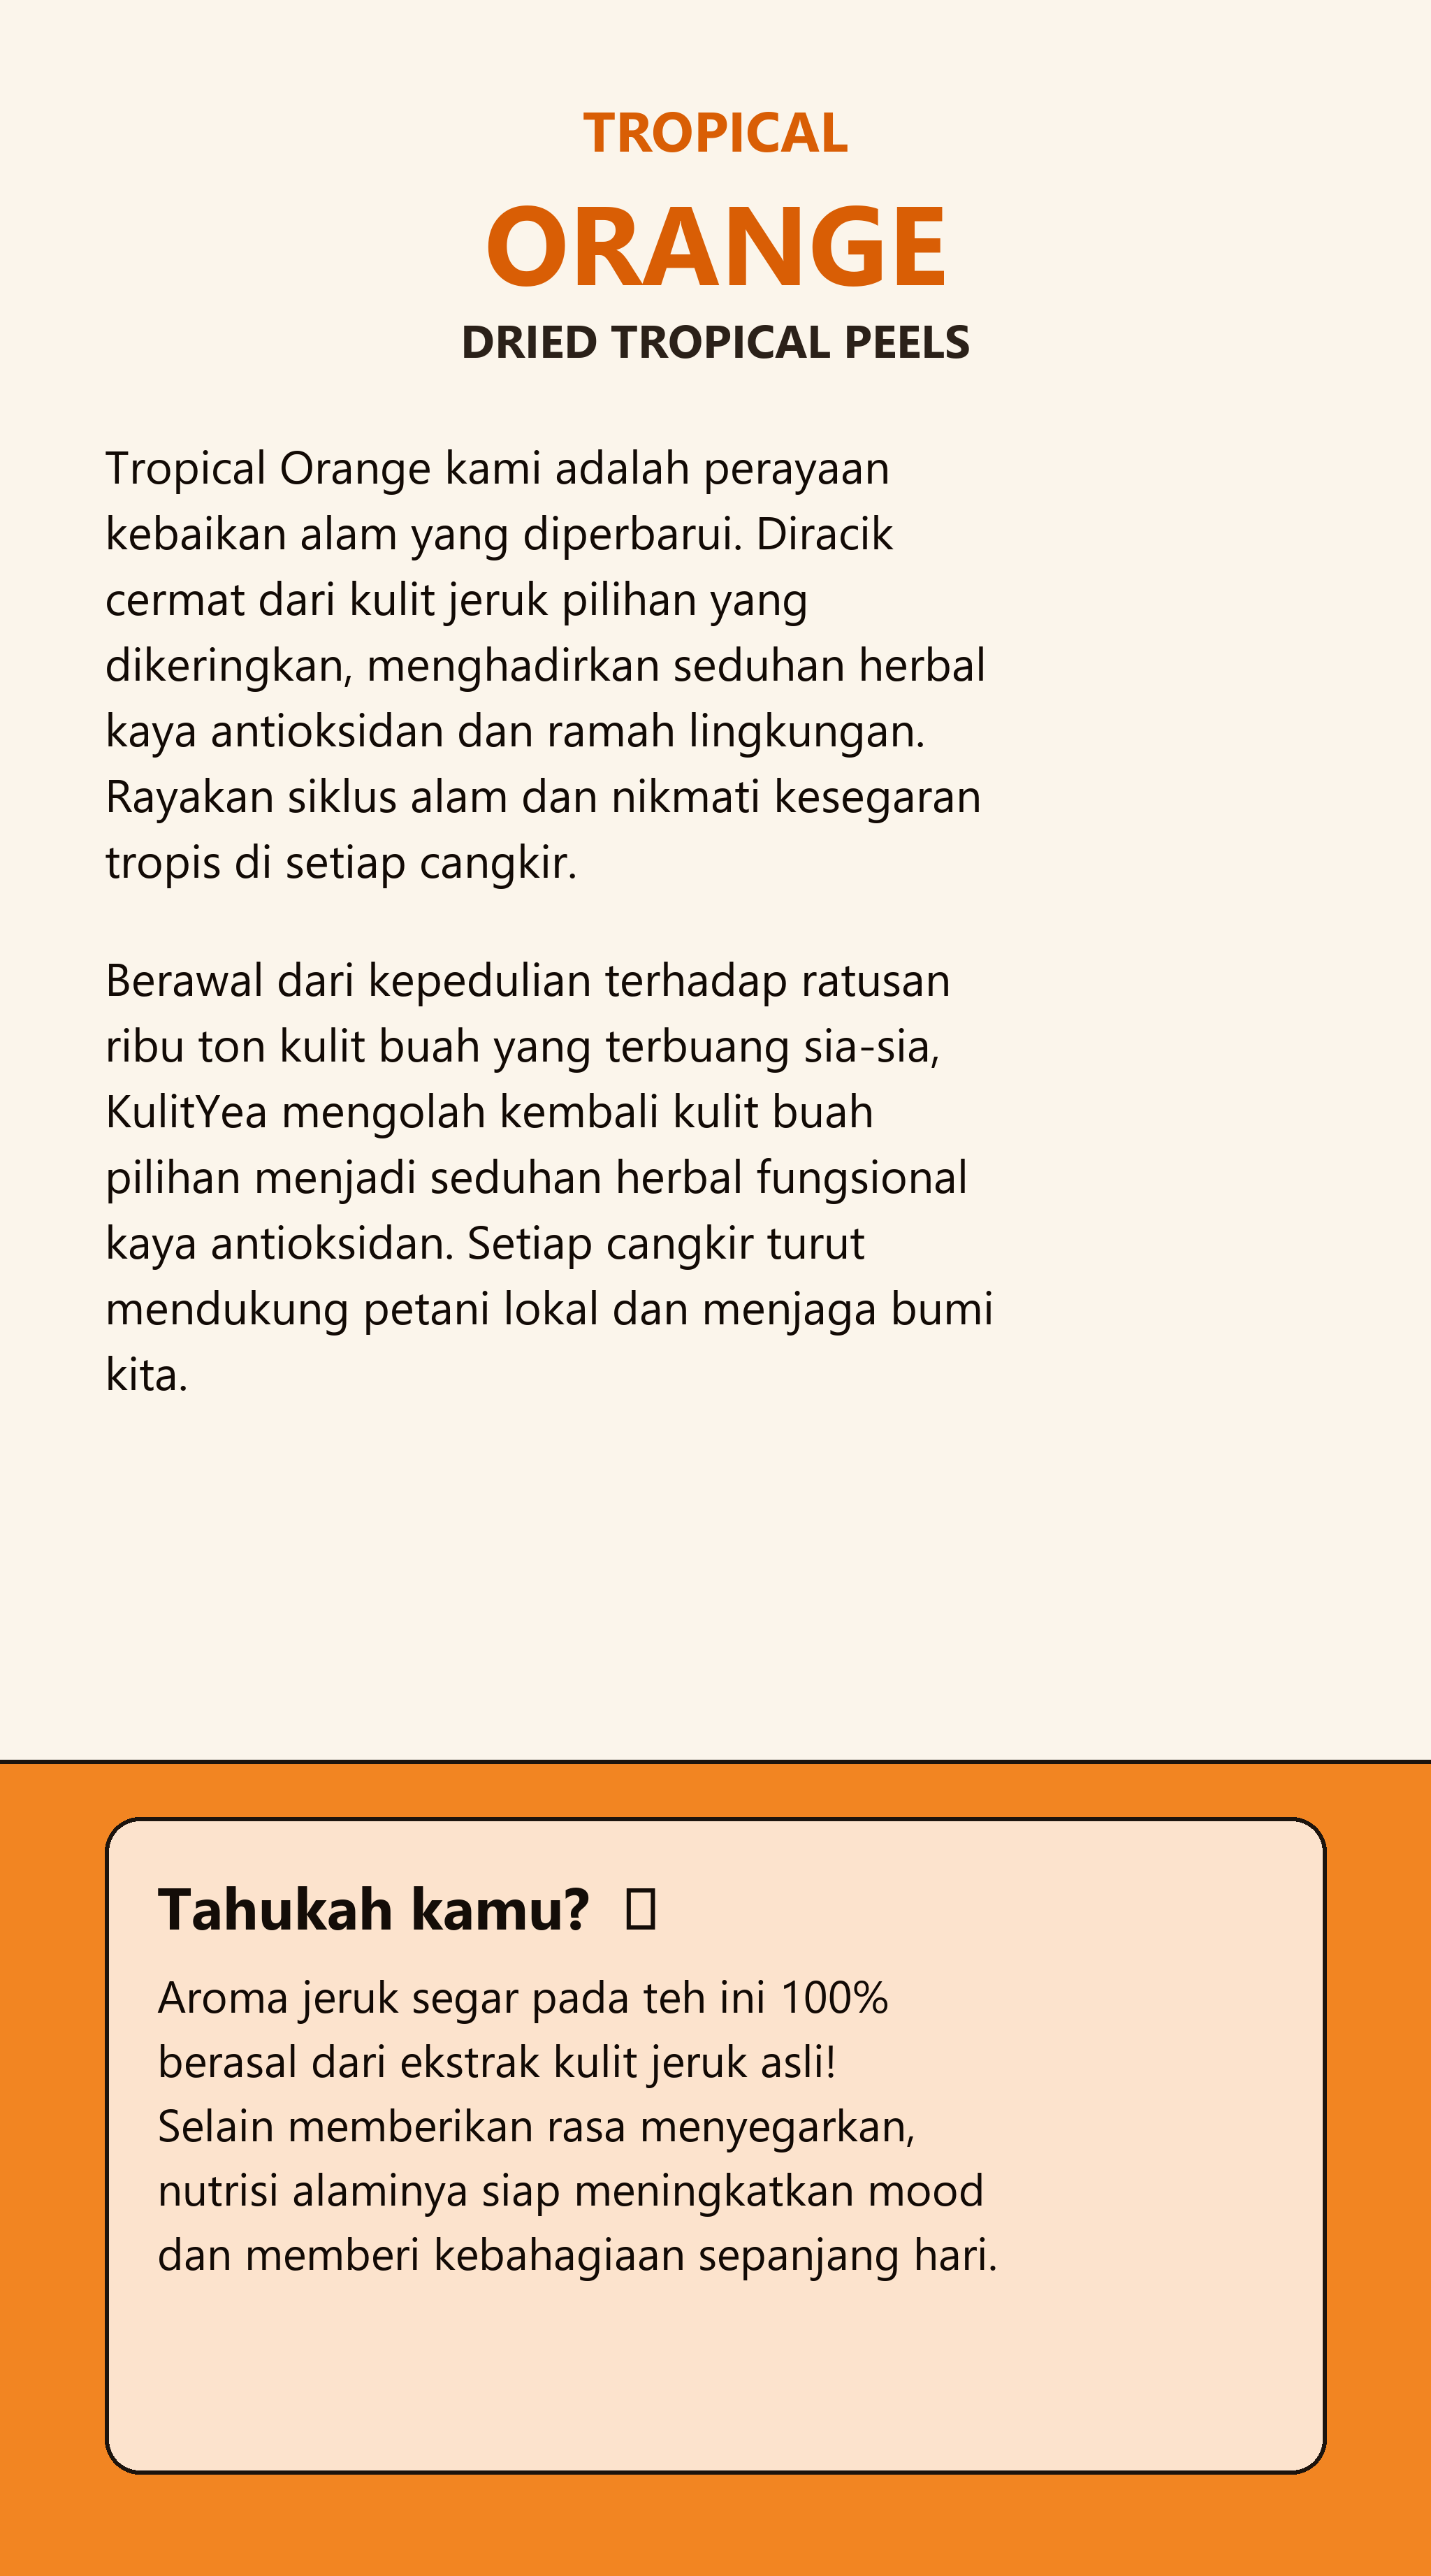 TROPICAL
ORANGE
DRIED TROPICAL PEELS
Tropical Orange kami adalah perayaan
kebaikan alam yang diperbarui. Diracik
cermat dari kulit jeruk pilihan yang
dikeringkan, menghadirkan seduhan herbal
kaya antioksidan dan ramah lingkungan.
Rayakan siklus alam dan nikmati kesegaran
tropis di setiap cangkir.
Berawal dari kepedulian terhadap ratusan
ribu ton kulit buah yang terbuang sia-sia,
KulitYea mengolah kembali kulit buah
pilihan menjadi seduhan herbal fungsional
kaya antioksidan. Setiap cangkir turut
mendukung petani lokal dan menjaga bumi
kita.
Tahukah kamu?
Aroma jeruk segar pada teh ini 100%
berasal dari ekstrak kulit jeruk asli!
Selain memberikan rasa menyegarkan,
nutrisi alaminya siap meningkatkan mood
dan memberi kebahagiaan sepanjang hari.